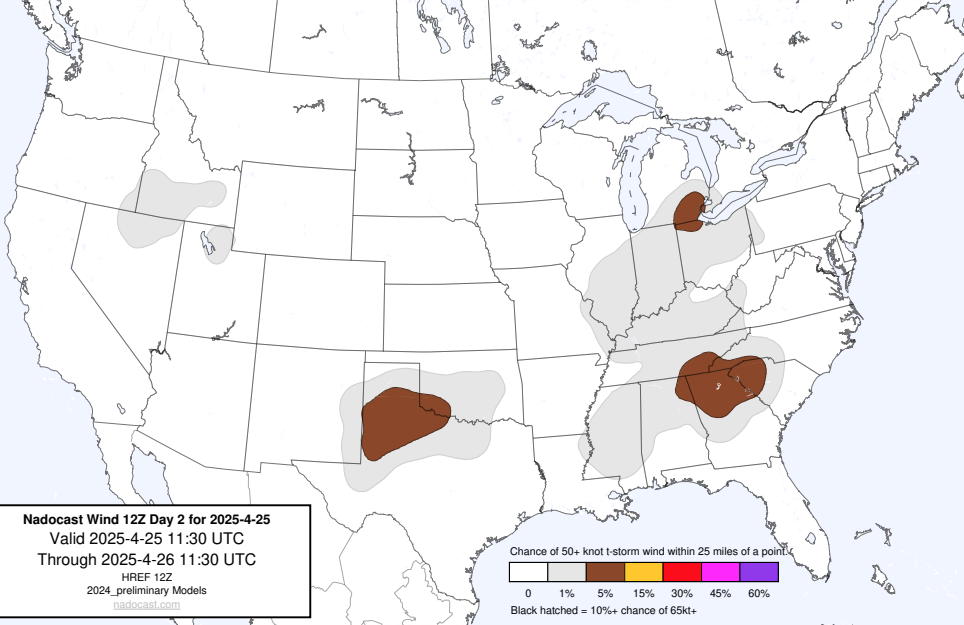 Nadocast Wind 12Z Day 2 for 2025-4-25
Valid 2025-4-25 11:30 UTC
Through 2025-4-26 11:30 UTC
HREF 12Z
2024_preliminary Models
nadocast.com
Chance of 50+ knot t-storm wind within 25 miles of a point.
0 1% 5% 15% 30% 45% 60%
Black hatched = 10%+ chance of 65kt+